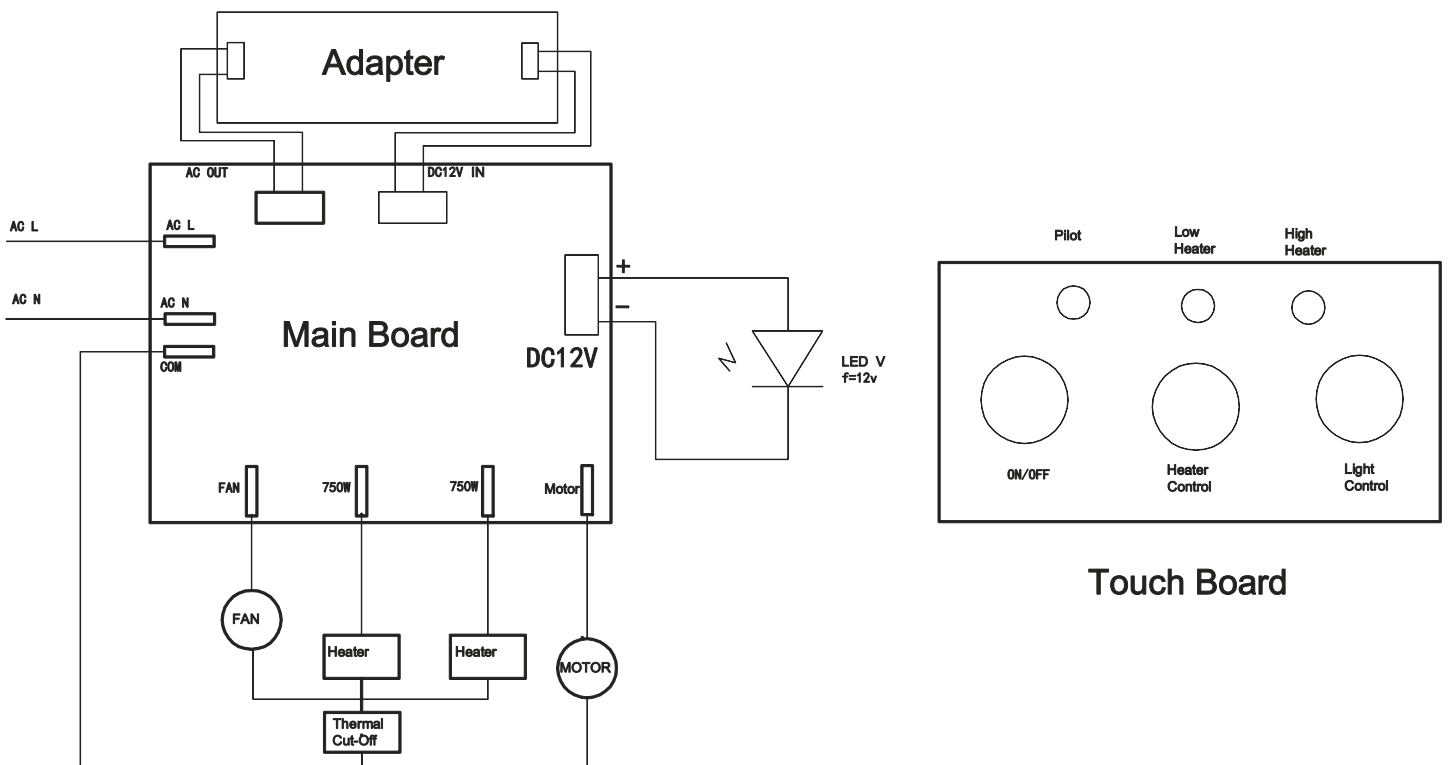 Adapter
AC OUT
DC12V IN
AC L
AC L
AC N
AC N
COM
Main Board
+
−
DC12V
LED V
f=12v
FAN
750W
750W
Motor
FAN
Heater
Heater
MOTOR
Thermal
Cut-Off
Pilot
Low
Heater
High
Heater
ON/OFF
Heater
Control
Light
Control
Touch Board